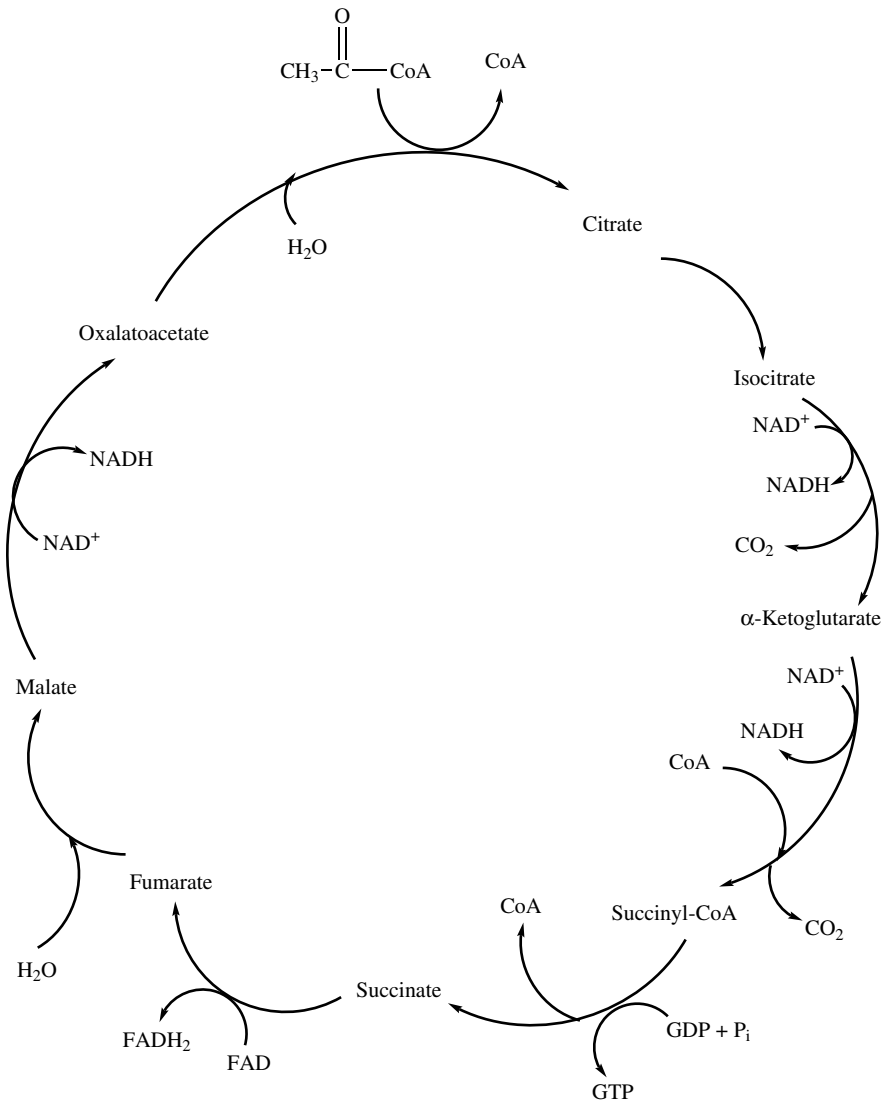 O
CH₃–C–CoA
CoA
Citrate
H₂O
Oxalatoacetate
Isocitrate
NAD⁺
NADH
NADH
CO₂
NAD⁺
α-Ketoglutarate
NAD⁺
Malate
NADH
CoA
Fumarate
CoA
Succinyl-CoA
CO₂
H₂O
Succinate
GDP + Pᵢ
FADH₂
FAD
GTP